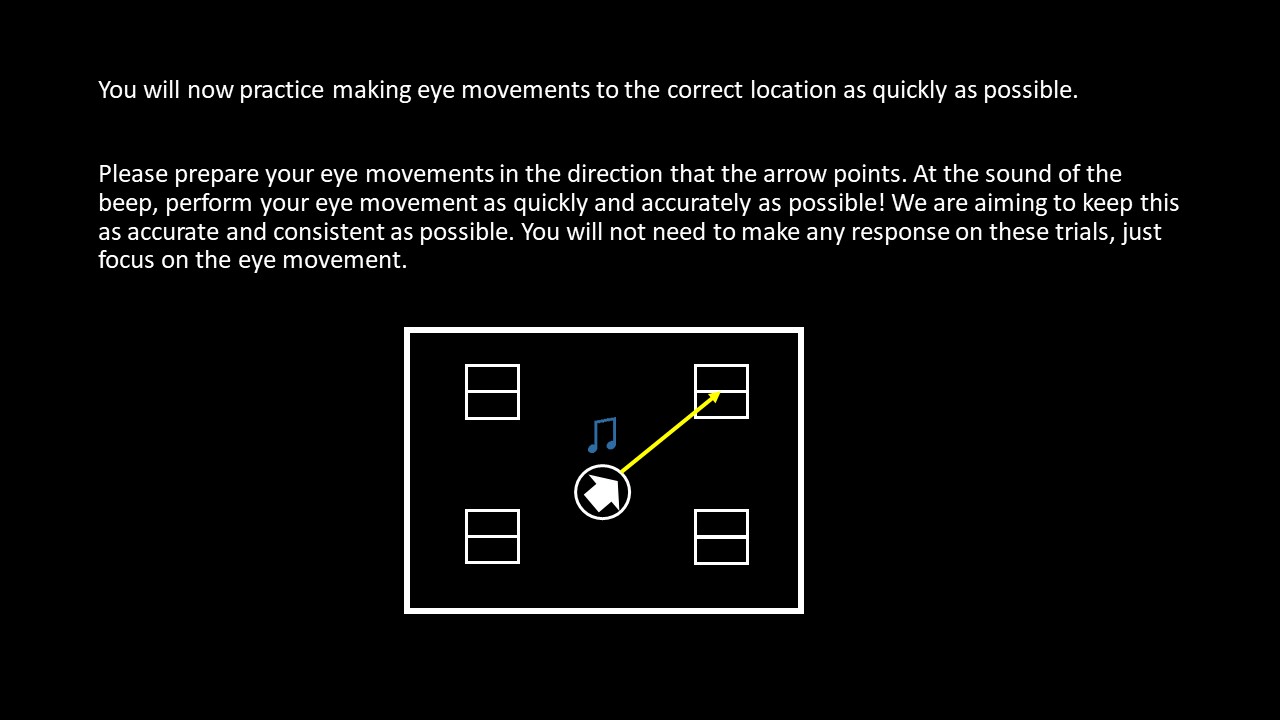 You will now practice making eye movements to the correct location as quickly as possible.
Please prepare your eye movements in the direction that the arrow points. At the sound of the
beep, perform your eye movement as quickly and accurately as possible! We are aiming to keep this
as accurate and consistent as possible. You will not need to make any response on these trials, just
focus on the eye movement.